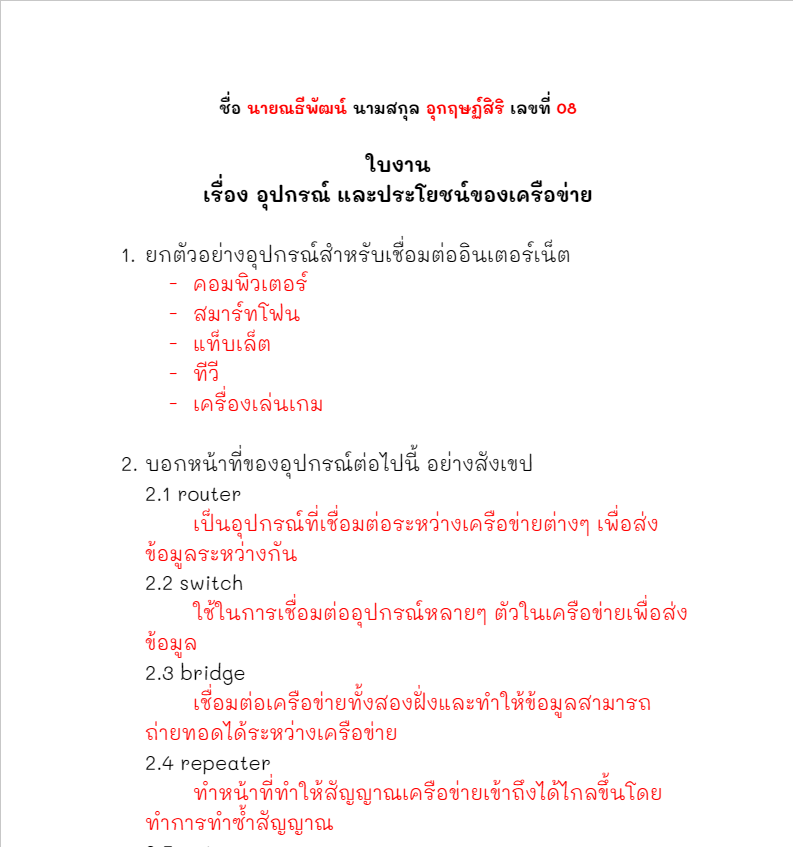 ชื่อ นายณธีพัฒน์ นามสกุล อุกฤษฏ์สิริ เลขที่ 08
ใบงาน
เรื่อง อุปกรณ์ และประโยชน์ของเครือข่าย
1. ยกตัวอย่างอุปกรณ์สำหรับเชื่อมต่ออินเตอร์เน็ต
- คอมพิวเตอร์
- สมาร์ทโฟน
- แท็บเล็ต
- ทีวี
- เครื่องเล่นเกม
2. บอกหน้าที่ของอุปกรณ์ต่อไปนี้ อย่างสังเขป
2.1 router
เป็นอุปกรณ์ที่เชื่อมต่อระหว่างเครือข่ายต่างๆ เพื่อส่ง
ข้อมูลระหว่างกัน
2.2 switch
ใช้ในการเชื่อมต่ออุปกรณ์หลายๆ ตัวในเครือข่ายเพื่อส่ง
ข้อมูล
2.3 bridge
เชื่อมต่อเครือข่ายทั้งสองฝั่งและทำให้ข้อมูลสามารถ
ถ่ายทอดได้ระหว่างเครือข่าย
2.4 repeater
ทำหน้าที่ทำให้สัญญาณเครือข่ายเข้าถึงได้ไกลขึ้นโดย
ทำการทำซ้ำสัญญาณ